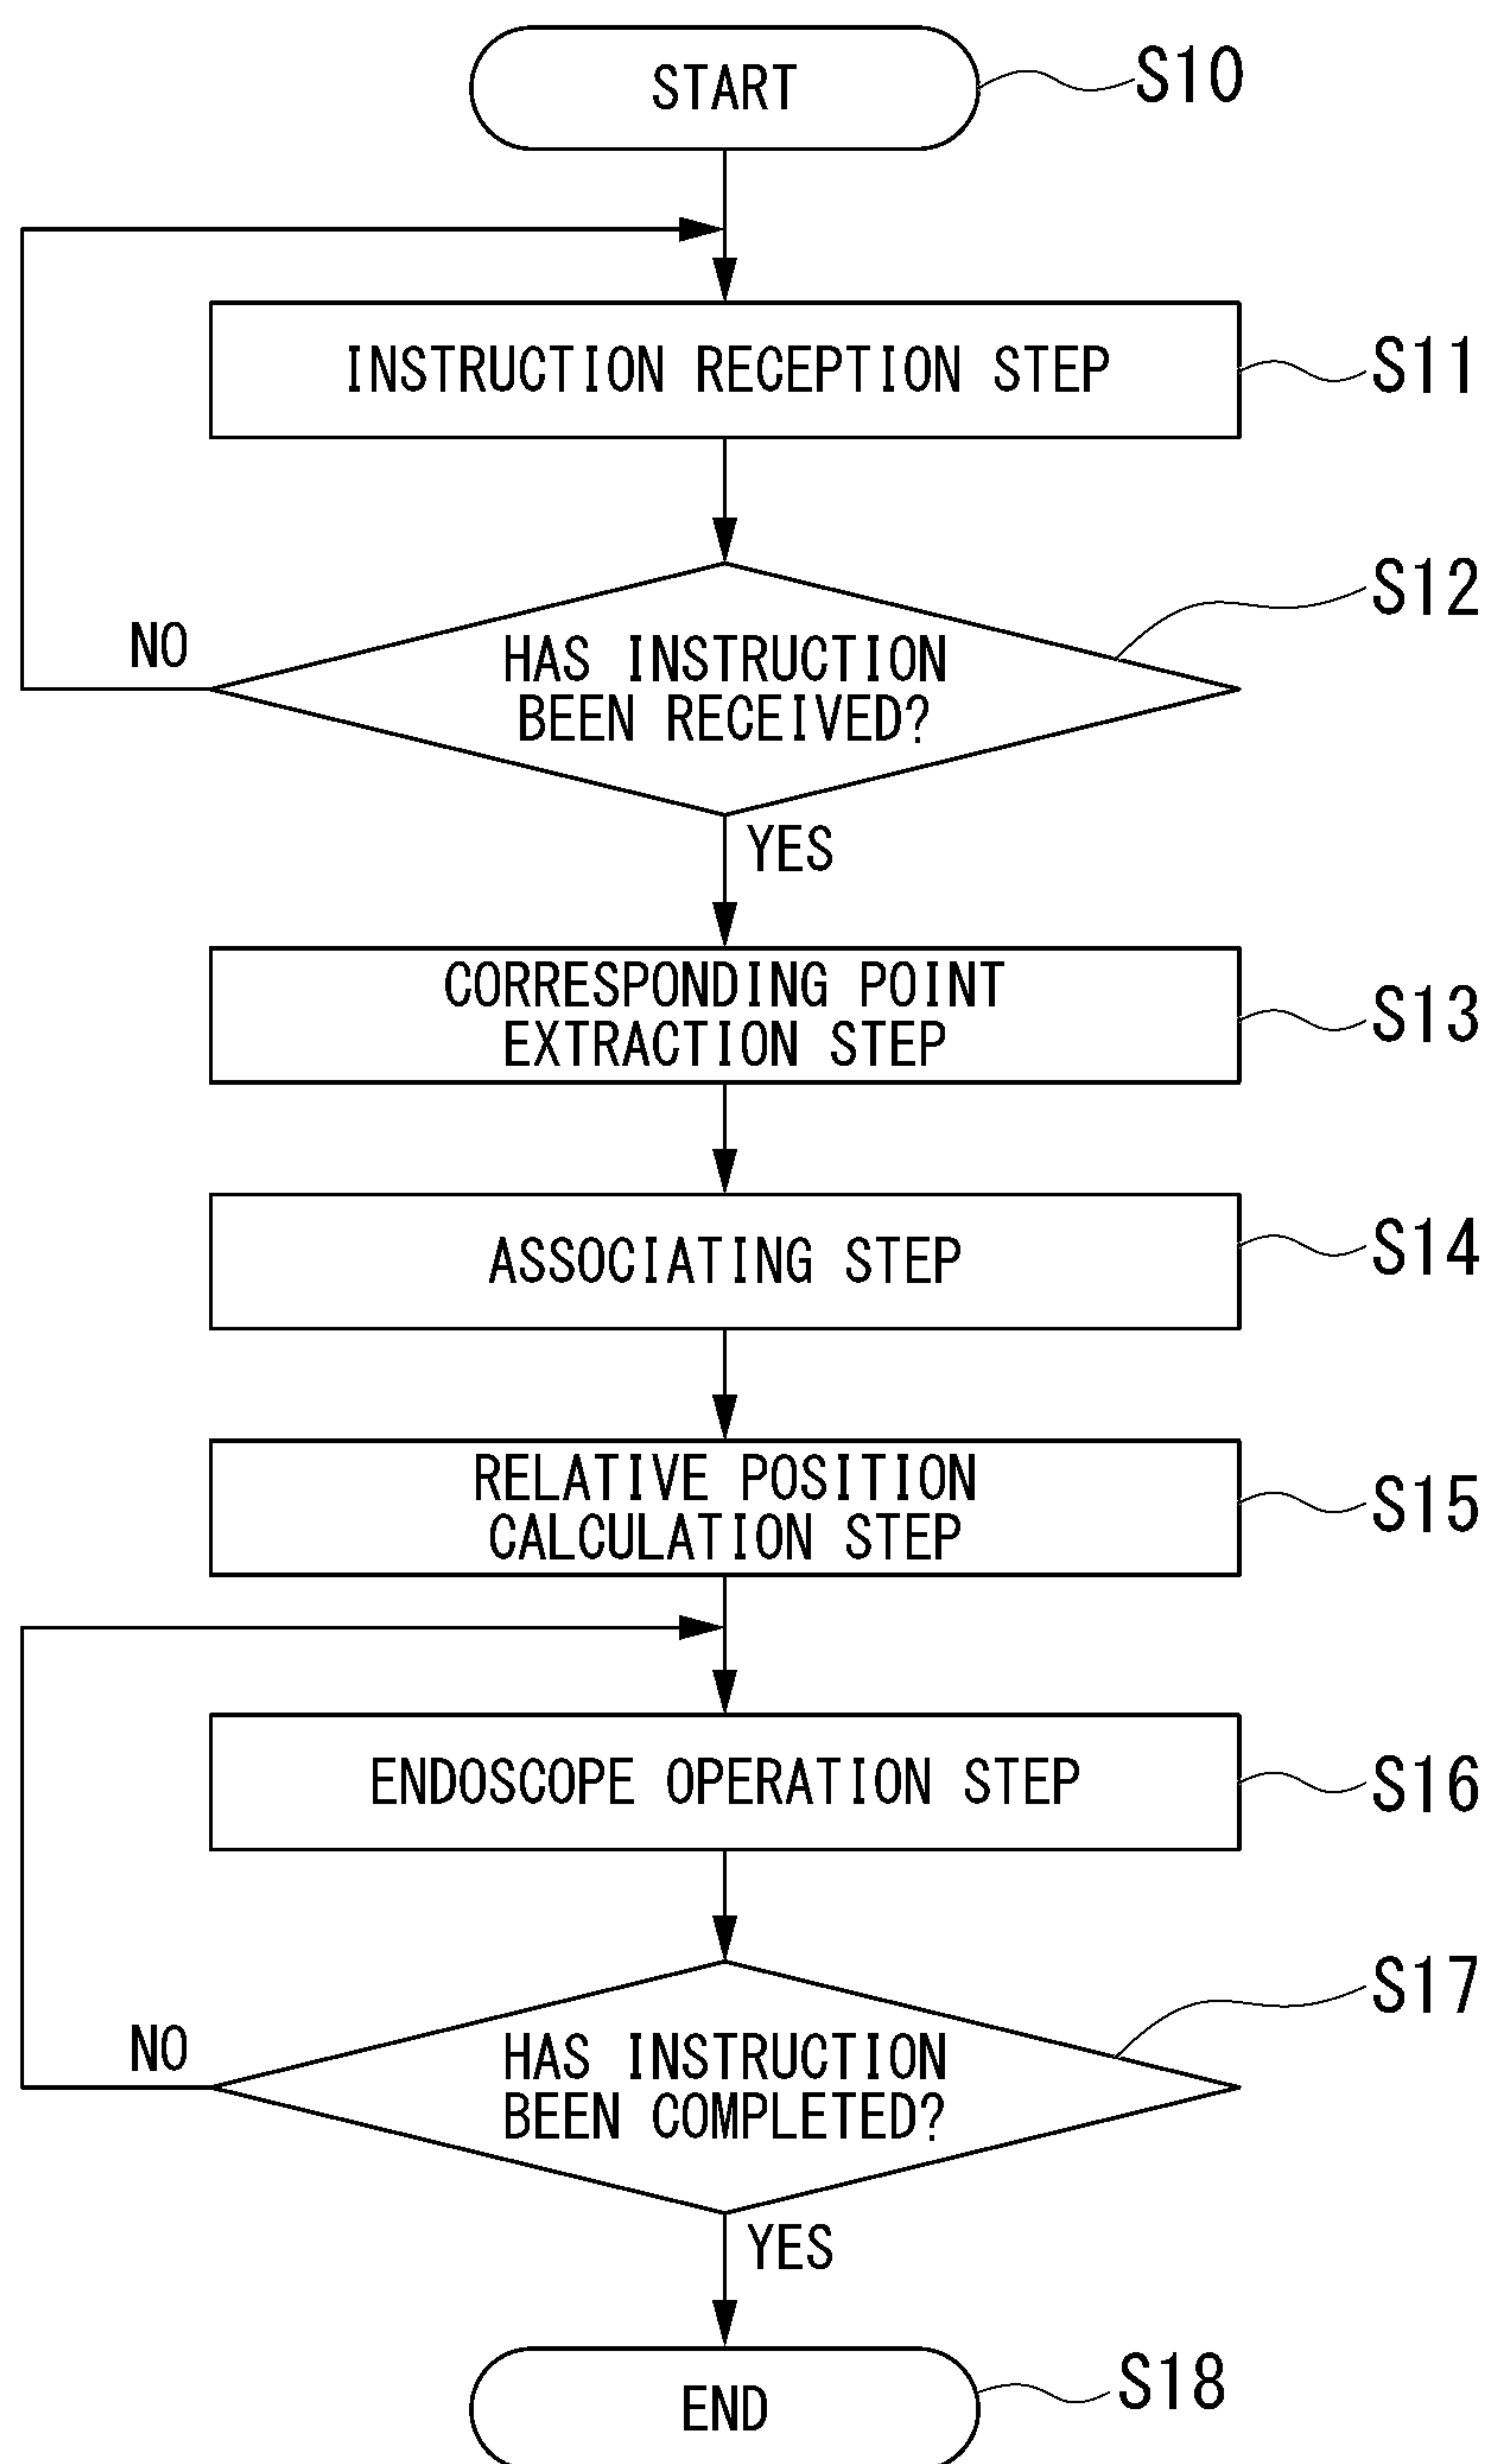 START
S10
INSTRUCTION RECEPTION STEP
S11
S12
NO
HAS INSTRUCTION
BEEN RECEIVED?
YES
CORRESPONDING POINT
EXTRACTION STEP
S13
ASSOCIATING STEP
S14
RELATIVE POSITION
CALCULATION STEP
S15
ENDOSCOPE OPERATION STEP
S16
S17
NO
HAS INSTRUCTION
BEEN COMPLETED?
YES
END
S18